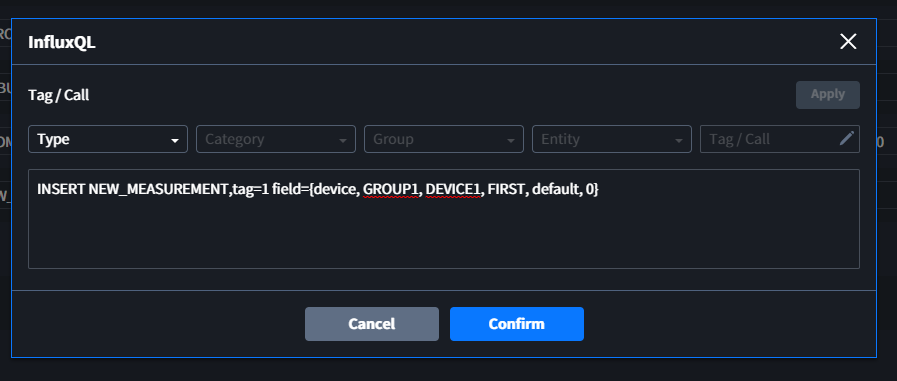 InfluxQL
Tag / Call
Apply
Type
Category
Group
Entity
Tag / Call
INSERT NEW_MEASUREMENT,tag=1 field={device, GROUP1, DEVICE1, FIRST, default, 0}
Cancel
Confirm